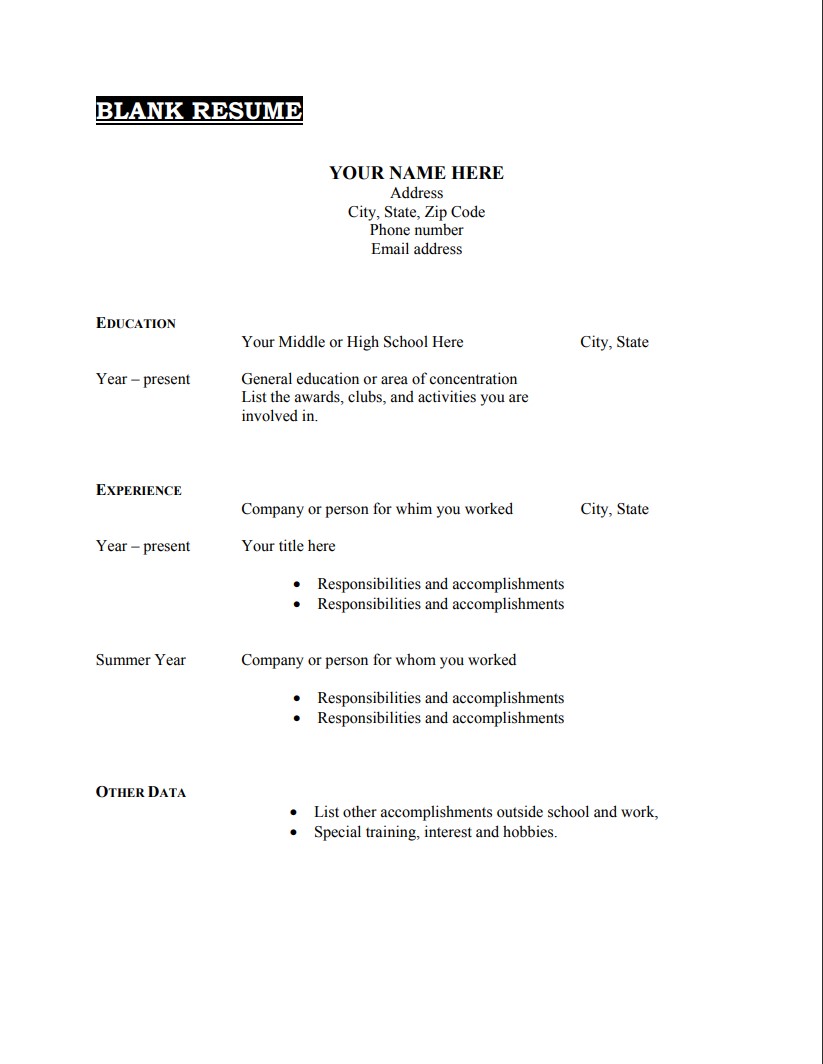 BLANK RESUME
YOUR NAME HERE
Address
City, State, Zip Code
Phone number
Email address
EDUCATION
Your Middle or High School Here City, State
Year – present General education or area of concentration
List the awards, clubs, and activities you are
involved in.
EXPERIENCE
Company or person for whim you worked City, State
Year – present Your title here
• Responsibilities and accomplishments
• Responsibilities and accomplishments
Summer Year Company or person for whom you worked
• Responsibilities and accomplishments
• Responsibilities and accomplishments
OTHER DATA
• List other accomplishments outside school and work,
• Special training, interest and hobbies.